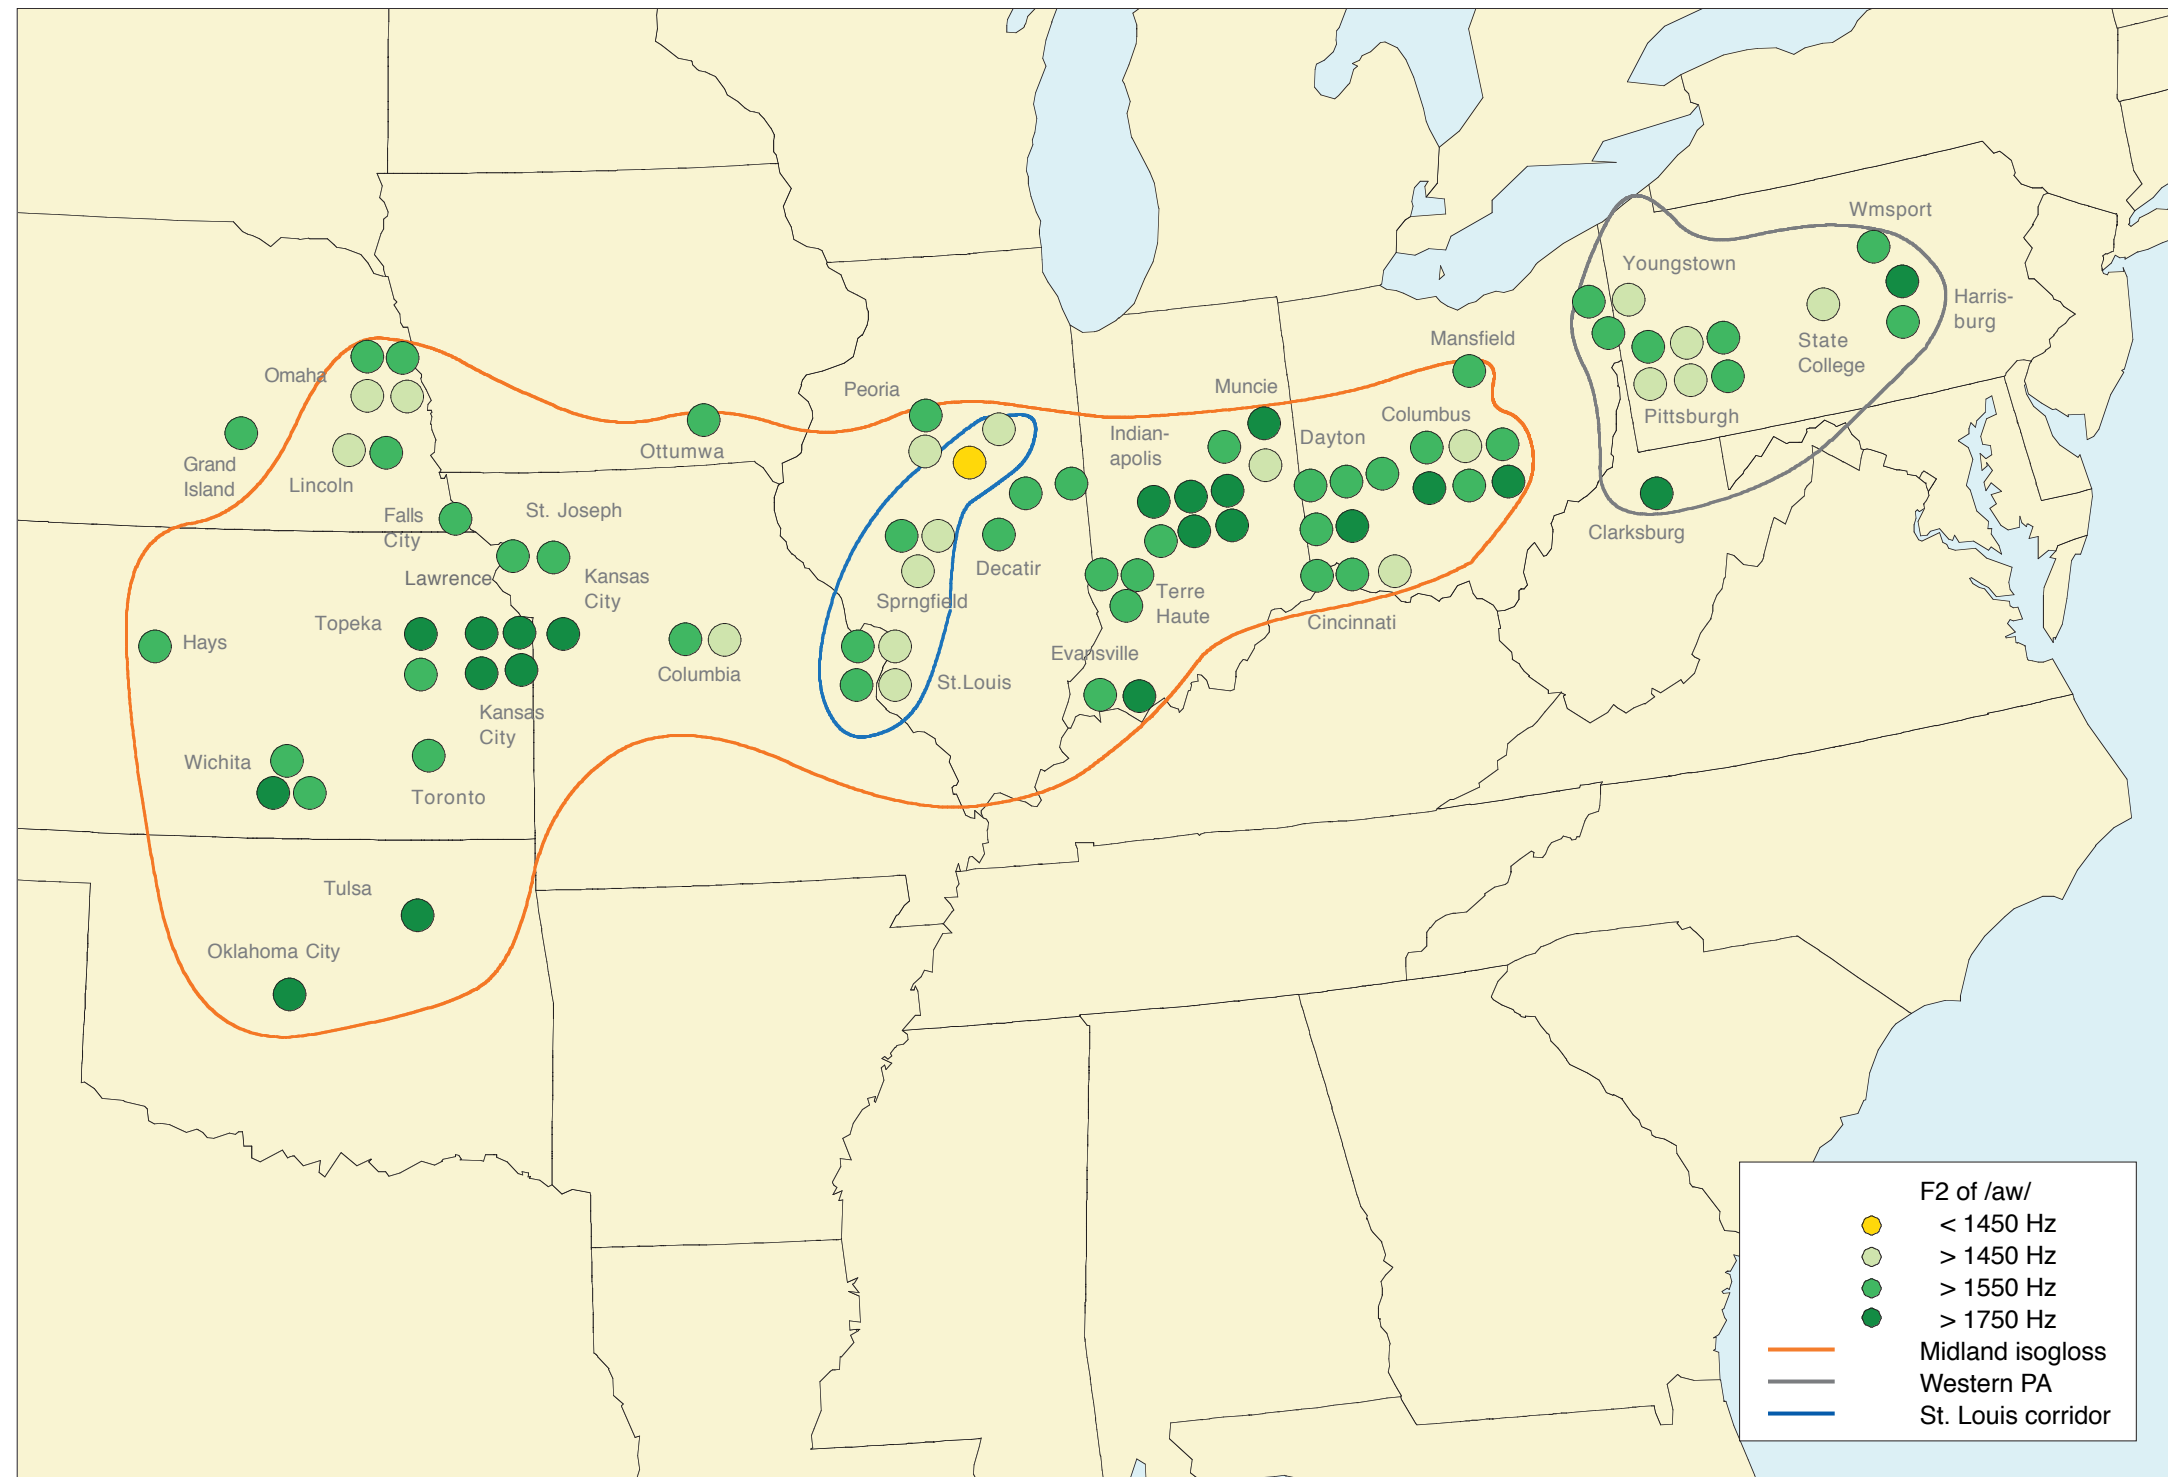 Wmsport
Youngstown
Harris-
burg
State
College
Mansfield
Pittsburgh
Omaha
Peoria
Muncie
Columbus
Indian-
apolis
Dayton
Ottumwa
Grand
Island
Lincoln
Falls
City
St. Joseph
Clarksburg
Lawrence
Kansas
City
Decatir
Sprngfield
Terre
Haute
Topeka
Cincinnati
Hays
Columbia
Evansville
St.Louis
Kansas
City
Wichita
Toronto
Tulsa
Oklahoma City
F2 of /aw/
< 1450 Hz
> 1450 Hz
> 1550 Hz
> 1750 Hz
Midland isogloss
Western PA
St. Louis corridor